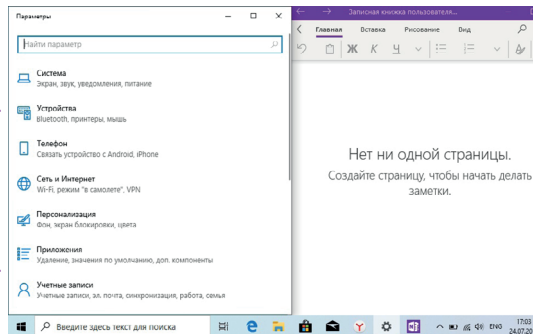 Параметры
Найти параметр
Система
Экран, звук, уведомления, питание
Устройства
Bluetooth, принтеры, мышь
Телефон
Связать устройство с Android, iPhone
Сеть и Интернет
Wi-Fi, режим "в самолете", VPN
Персонализация
Фон, экран блокировки, цвета
Приложения
Удаление, значения по умолчанию, доп. компоненты
Учетные записи
Учетные записи, эл. почта, синхронизация, работа, семья
Записная книжка пользователя...
Главная Вставка Рисование Вид
Ж К Ч
Нет ни одной страницы.
Создайте страницу, чтобы начать делать
заметки.
Введите здесь текст для поиска
ENG 17:03
24.07.20